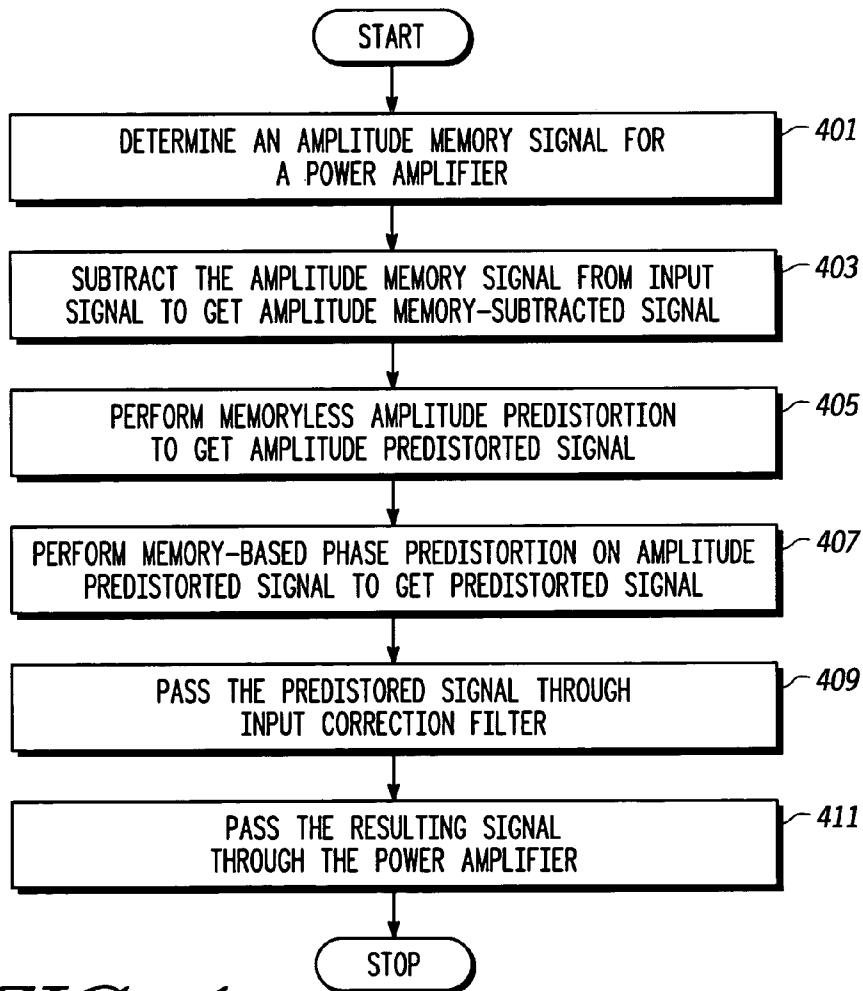 START
DETERMINE AN AMPLITUDE MEMORY SIGNAL FOR
A POWER AMPLIFIER
401
SUBTRACT THE AMPLITUDE MEMORY SIGNAL FROM INPUT
SIGNAL TO GET AMPLITUDE MEMORY-SUBTRACTED SIGNAL
403
PERFORM MEMORYLESS AMPLITUDE PREDISTORTION
TO GET AMPLITUDE PREDISTORTED SIGNAL
405
PERFORM MEMORY-BASED PHASE PREDISTORTION ON AMPLITUDE
PREDISTORTED SIGNAL TO GET PREDISTORTED SIGNAL
407
PASS THE PREDISTORED SIGNAL THROUGH
INPUT CORRECTION FILTER
409
PASS THE RESULTING SIGNAL
THROUGH THE POWER AMPLIFIER
411
STOP